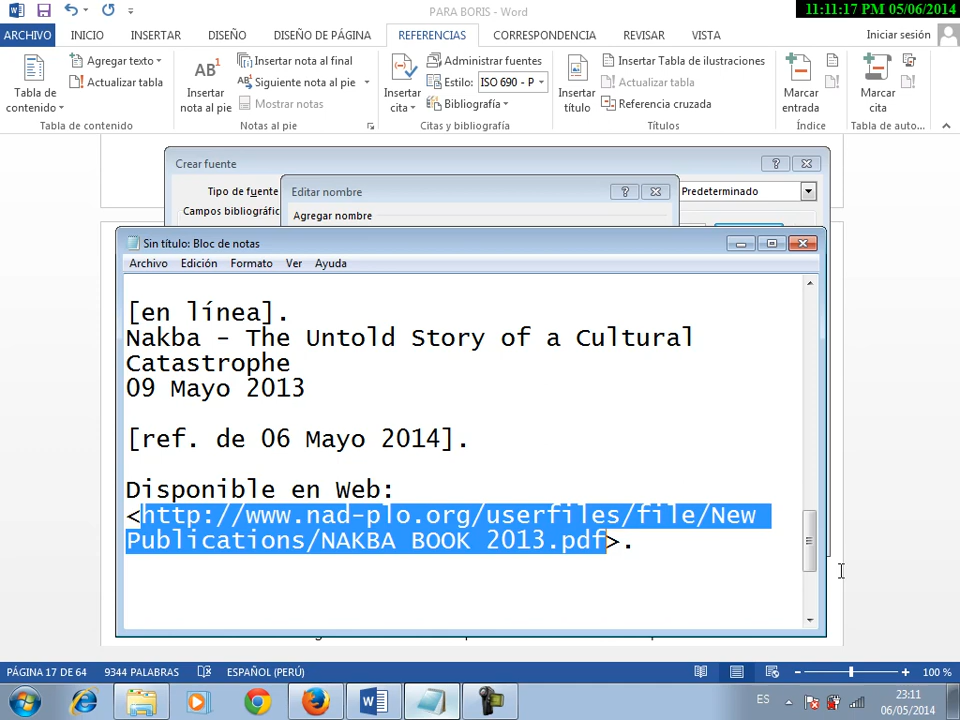 PARA BORIS - Word
11:11:17 PM 05/06/2014
ARCHIVO INICIO INSERTAR DISEÑO DISEÑO DE PÁGINA REFERENCIAS CORRESPONDENCIA REVISAR VISTA Iniciar sesión
Tabla de contenido
Agregar texto
Actualizar tabla
Tabla de contenido
AB1
Insertar nota al pie
Insertar nota al final
Siguiente nota al pie
Mostrar notas
Notas al pie
Insertar cita
Administrar fuentes
Estilo: ISO 690 - P
Bibliografía
Citas y bibliografía
Insertar título
Insertar Tabla de ilustraciones
Actualizar tabla
Referencia cruzada
Títulos
Marcar entrada
Índice
Marcar cita
Tabla de auto...
Crear fuente
Tipo de fuente
Predeterminado
Campos bibliográfic
Editar nombre
Agregar nombre
Sin título: Bloc de notas
Archivo Edición Formato Ver Ayuda
[en línea].
Nakba - The Untold Story of a Cultural
Catastrophe
09 Mayo 2013
[ref. de 06 Mayo 2014].
Disponible en Web:
<http://www.nad-plo.org/userfiles/file/New
Publications/NAKBA BOOK 2013.pdf>.
PÁGINA 17 DE 64 9344 PALABRAS ESPAÑOL (PERÚ) 100 %
ES
23:11
06/05/2014